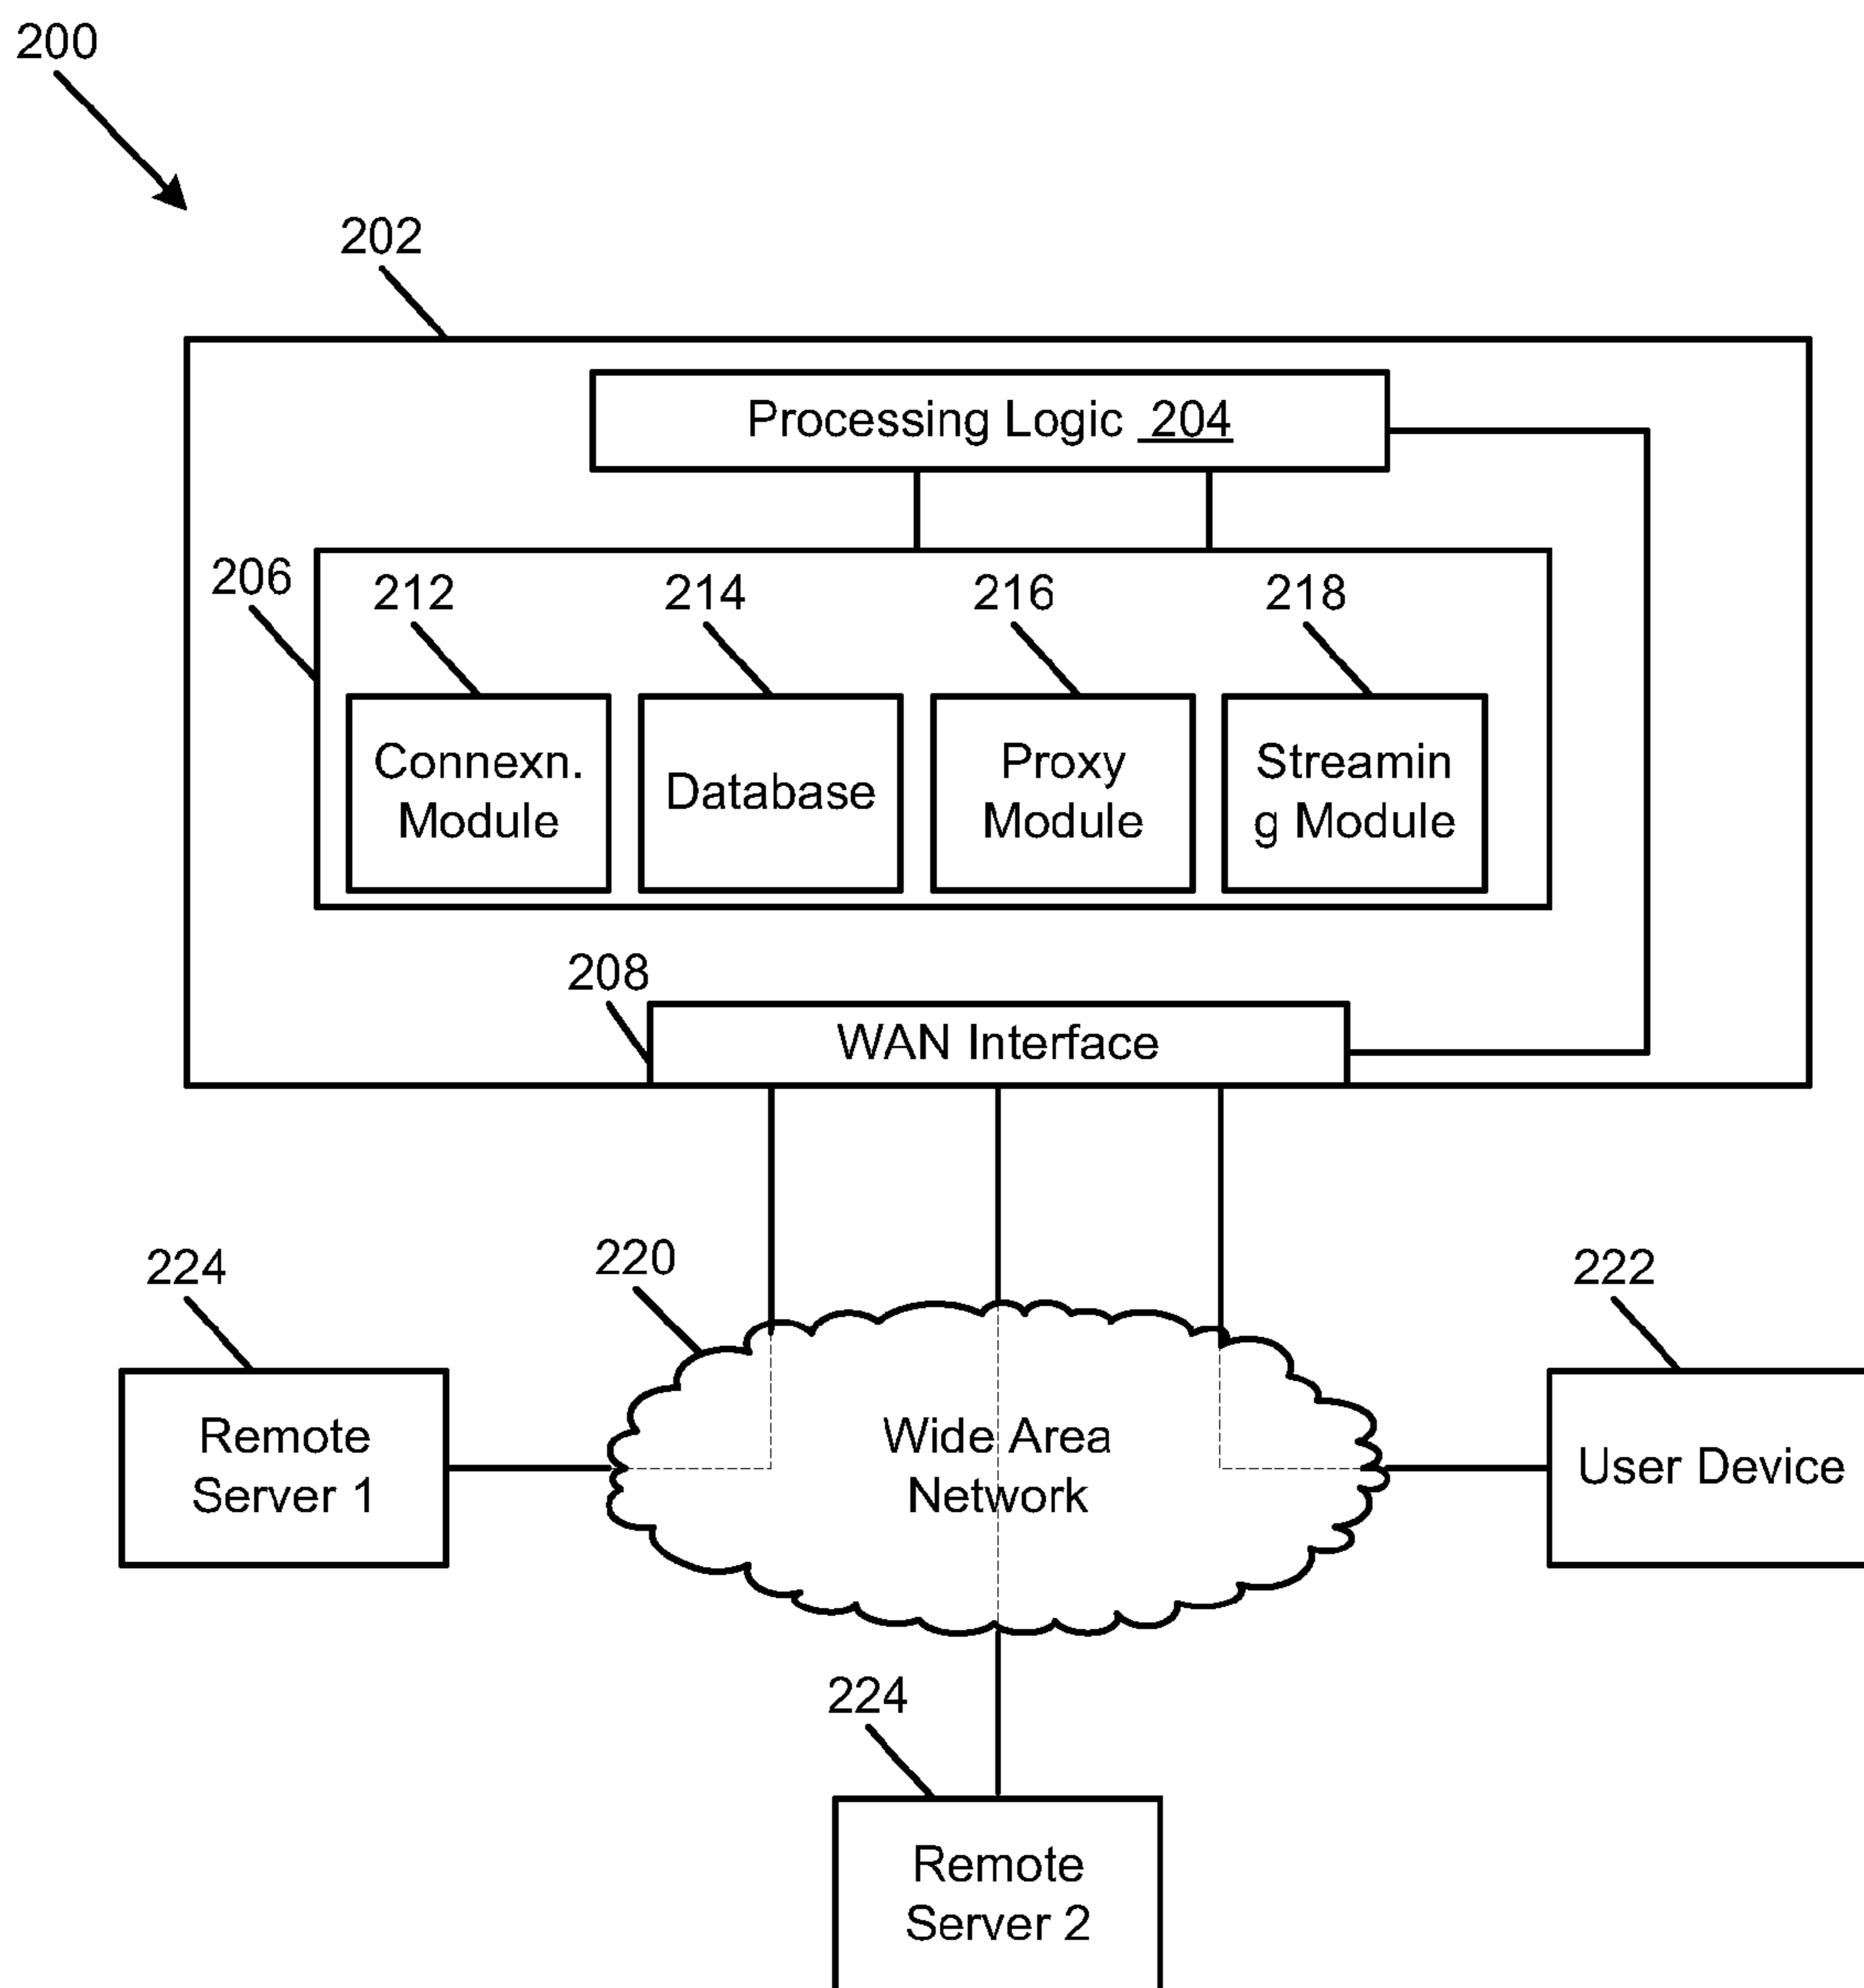 200
202
Processing Logic 204
206
212
214
216
218
Connexn.
Module
Database
Proxy
Module
Streamin
g Module
208
WAN Interface
224
220
222
Remote
Server 1
Wide Area
Network
User Device
224
Remote
Server 2